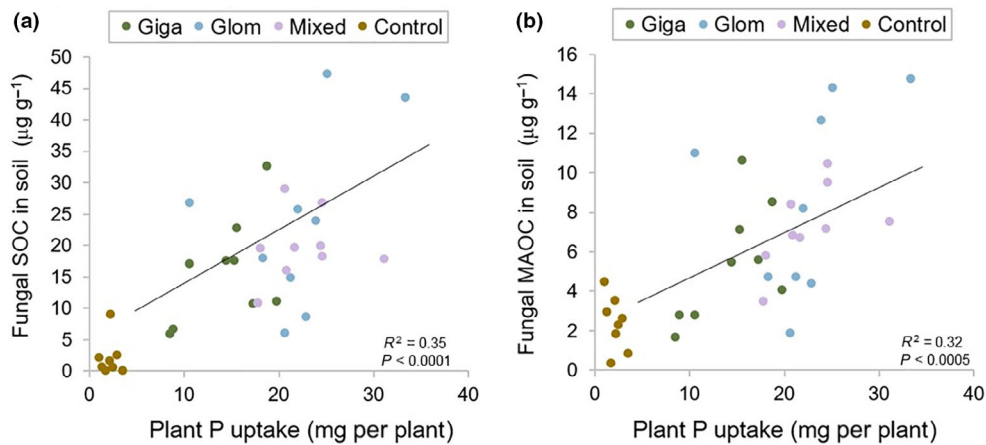 (a)
Giga Glom Mixed Control
Fungal SOC in soil (μg g⁻¹)
50
45
40
35
30
25
20
15
10
5
0
0 10 20 30 40
R² = 0.35
P < 0.0001
Plant P uptake (mg per plant)
(b)
Giga Glom Mixed Control
Fungal MAOC in soil (μg g⁻¹)
16
14
12
10
8
6
4
2
0
0 10 20 30 40
R² = 0.32
P < 0.0005
Plant P uptake (mg per plant)